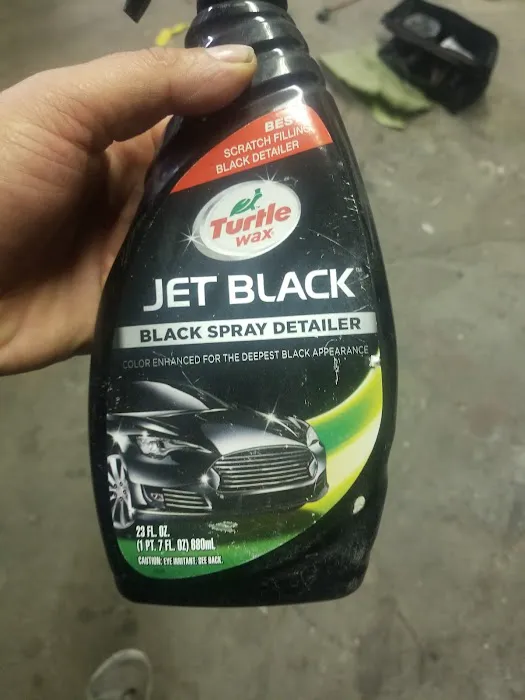 BEST
SCRATCH FILLING
BLACK DETAILER
Turtle
wax
JET BLACK™
BLACK SPRAY DETAILER
COLOR ENHANCED FOR THE DEEPEST BLACK APPEARANCE
23 FL. OZ.
(1 PT. 7 FL. OZ) 680mL
CAUTION: EYE IRRITANT. SEE BACK.